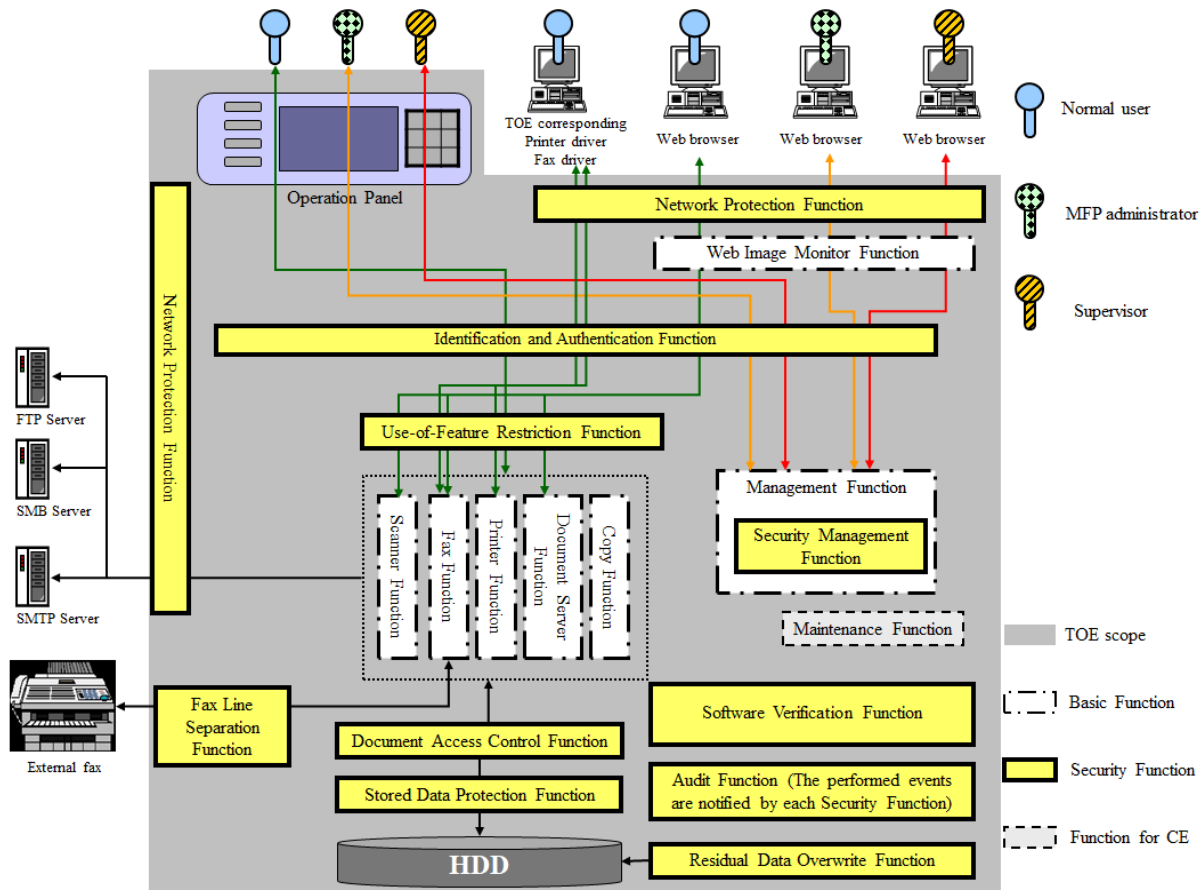 Normal user
MFP administrator
Supervisor
Operation Panel
TOE corresponding
Printer driver
Fax driver
Web browser
Web browser
Web browser
Network Protection Function
Web Image Monitor Function
Network Protection Function
Identification and Authentication Function
Use-of-Feature Restriction Function
FTP Server
SMB Server
SMTP Server
Scanner Function
Fax Function
Printer Function
Document Server
Function
Copy Function
Management Function
Security Management
Function
Maintenance Function
TOE scope
Basic Function
Security Function
Function for CE
External fax
Fax Line
Separation
Function
Document Access Control Function
Stored Data Protection Function
HDD
Software Verification Function
Audit Function (The performed events
are notified by each Security Function)
Residual Data Overwrite Function